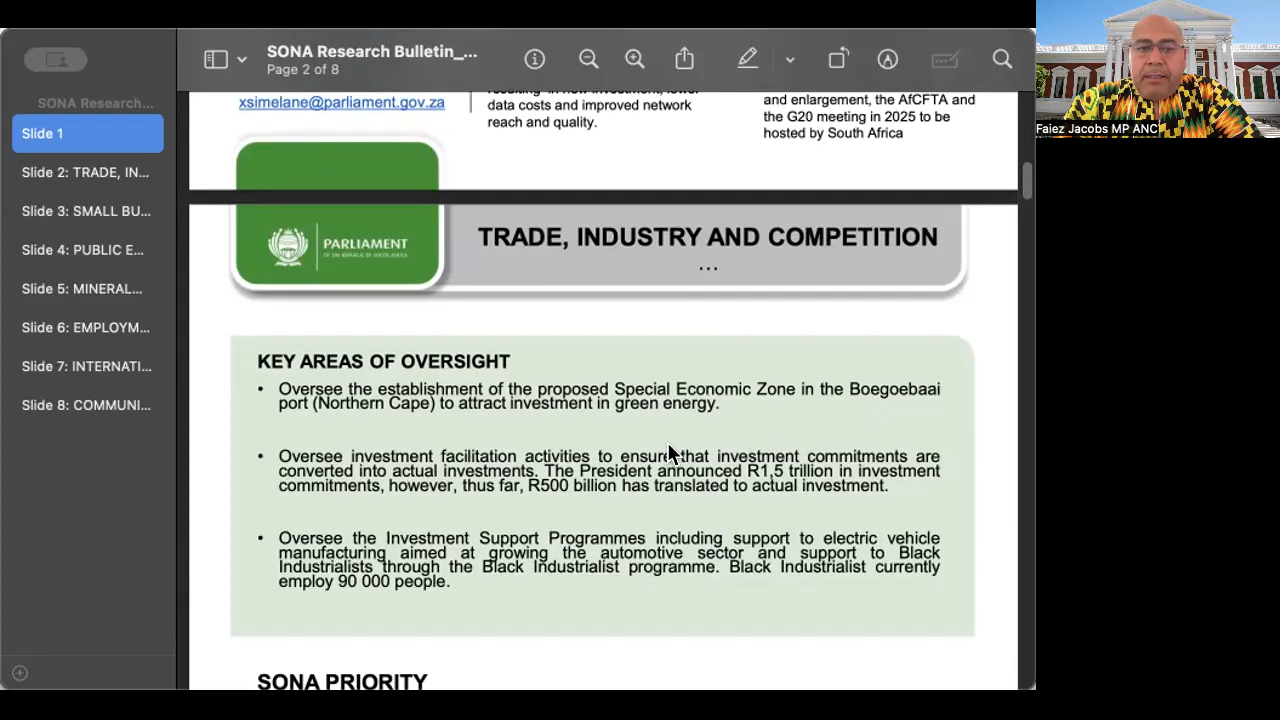 SONA Research Bulletin_...
Page 2 of 8
SONA Research...
Slide 1
Slide 2: TRADE, IN...
Slide 3: SMALL BU...
Slide 4: PUBLIC E...
Slide 5: MINERAL...
Slide 6: EMPLOYM...
Slide 7: INTERNATI...
Slide 8: COMMUNI...
xsimelane@parliament.gov.za
data costs and improved network
reach and quality.
and enlargement, the AfCFTA and
the G20 meeting in 2025 to be
hosted by South Africa
PARLIAMENT
OF THE REPUBLIC OF SOUTH AFRICA
TRADE, INDUSTRY AND COMPETITION
...
KEY AREAS OF OVERSIGHT
• Oversee the establishment of the proposed Special Economic Zone in the Boegoebaai
port (Northern Cape) to attract investment in green energy.
• Oversee investment facilitation activities to ensure that investment commitments are
converted into actual investments. The President announced R1,5 trillion in investment
commitments, however, thus far, R500 billion has translated to actual investment.
• Oversee the Investment Support Programmes including support to electric vehicle
manufacturing aimed at growing the automotive sector and support to Black
Industrialists through the Black Industrialist programme. Black Industrialist currently
employ 90 000 people.
SONA PRIORITY
Faiez Jacobs MP ANC